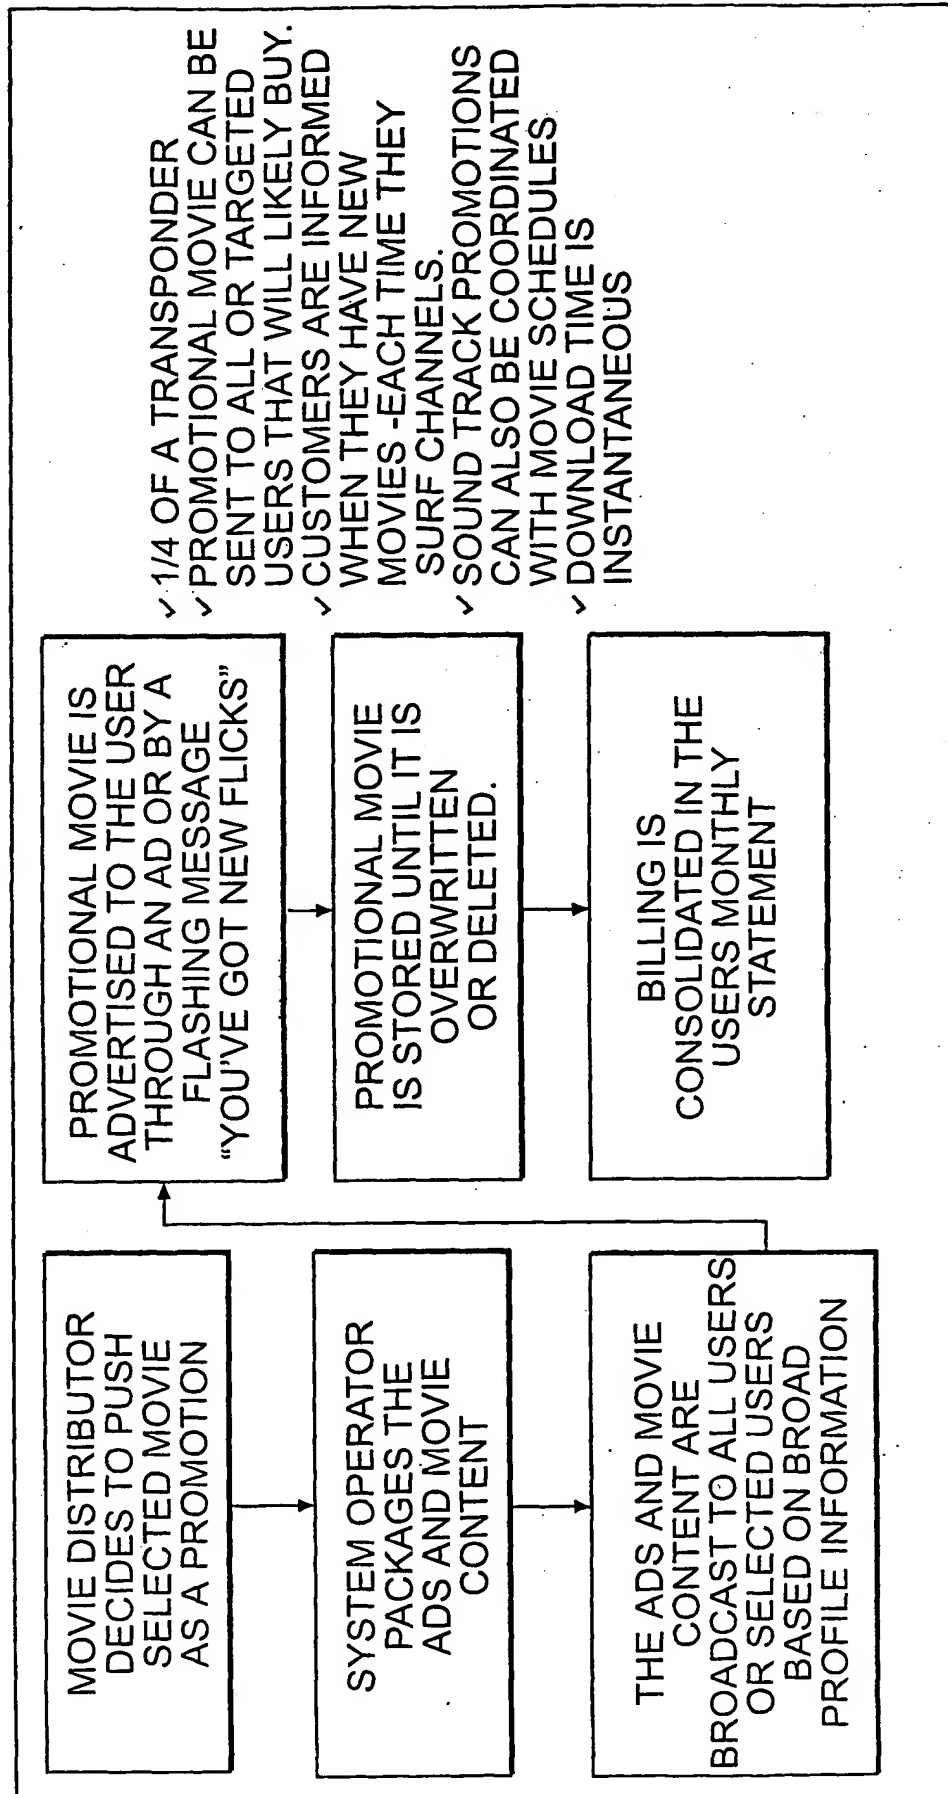 MOVIE DISTRIBUTOR
DECIDES TO PUSH
SELECTED MOVIE
AS A PROMOTION
SYSTEM OPERATOR
PACKAGES THE
ADS AND MOVIE
CONTENT
THE ADS AND MOVIE
CONTENT ARE
BROADCAST TO ALL USERS
OR SELECTED USERS
BASED ON BROAD
PROFILE INFORMATION
PROMOTIONAL MOVIE IS
ADVERTISED TO THE USER
THROUGH AN AD OR BY A
FLASHING MESSAGE
“YOU'VE GOT NEW FLICKS”
PROMOTIONAL MOVIE
IS STORED UNTIL IT IS
OVERWRITTEN
OR DELETED.
BILLING IS
CONSOLIDATED IN THE
USERS MONTHLY
STATEMENT
✓ 1/4 OF A TRANSPONDER
✓ PROMOTIONAL MOVIE CAN BE
SENT TO ALL OR TARGETED
USERS THAT WILL LIKELY BUY.
✓ CUSTOMERS ARE INFORMED
WHEN THEY HAVE NEW
MOVIES -EACH TIME THEY
SURF CHANNELS.
✓ SOUND TRACK PROMOTIONS
CAN ALSO BE COORDINATED
WITH MOVIE SCHEDULES.
✓ DOWNLOAD TIME IS
INSTANTANEOUS